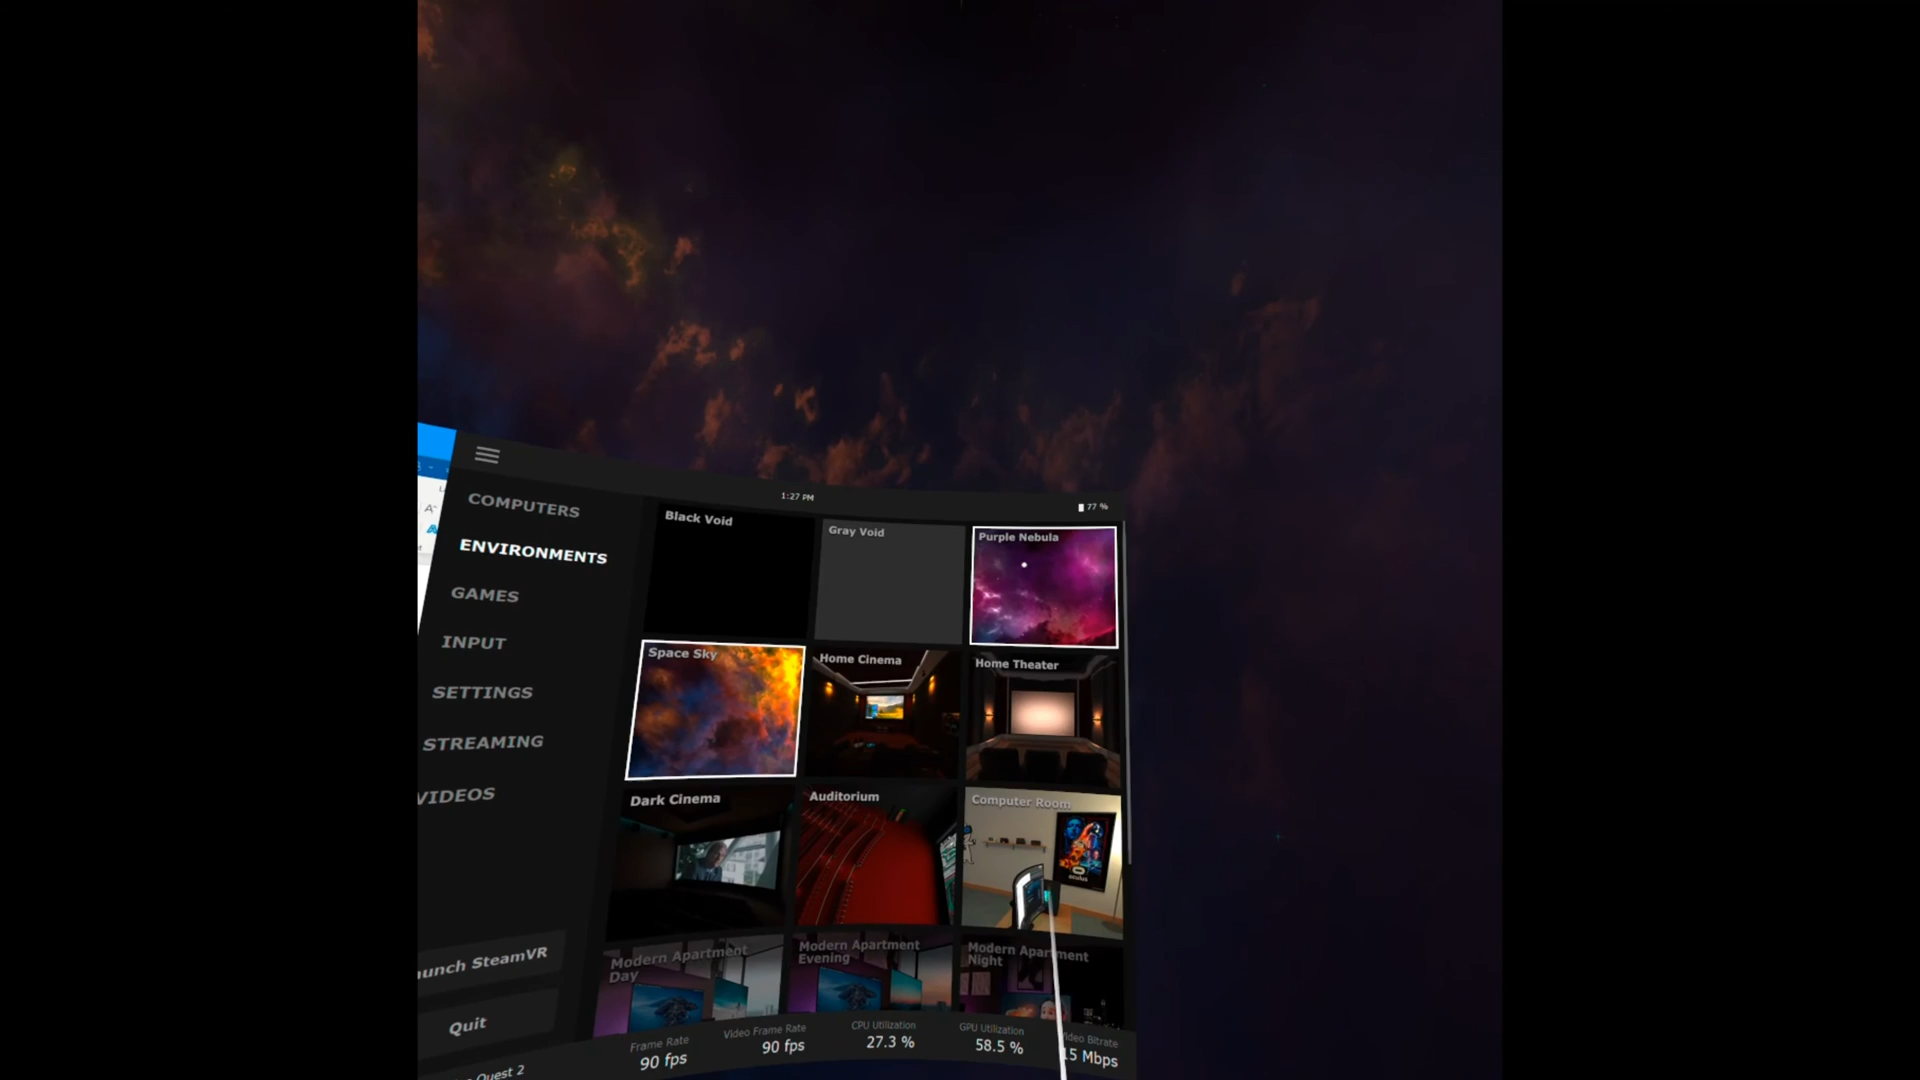 1:27 PM
77 %
COMPUTERS
ENVIRONMENTS
GAMES
INPUT
SETTINGS
STREAMING
VIDEOS
Quit
SteamVR
Quest 2
Black Void
Gray Void
Purple Nebula
Space Sky
Home Cinema
Home Theater
Dark Cinema
Auditorium
Computer Room
oculus
Modern Apartment
Day
Modern Apartment
Evening
Modern Apartment
Night
Frame Rate
90 fps
Video Frame Rate
90 fps
CPU Utilization
27.3 %
GPU Utilization
58.5 %
Video Bitrate
15 Mbps